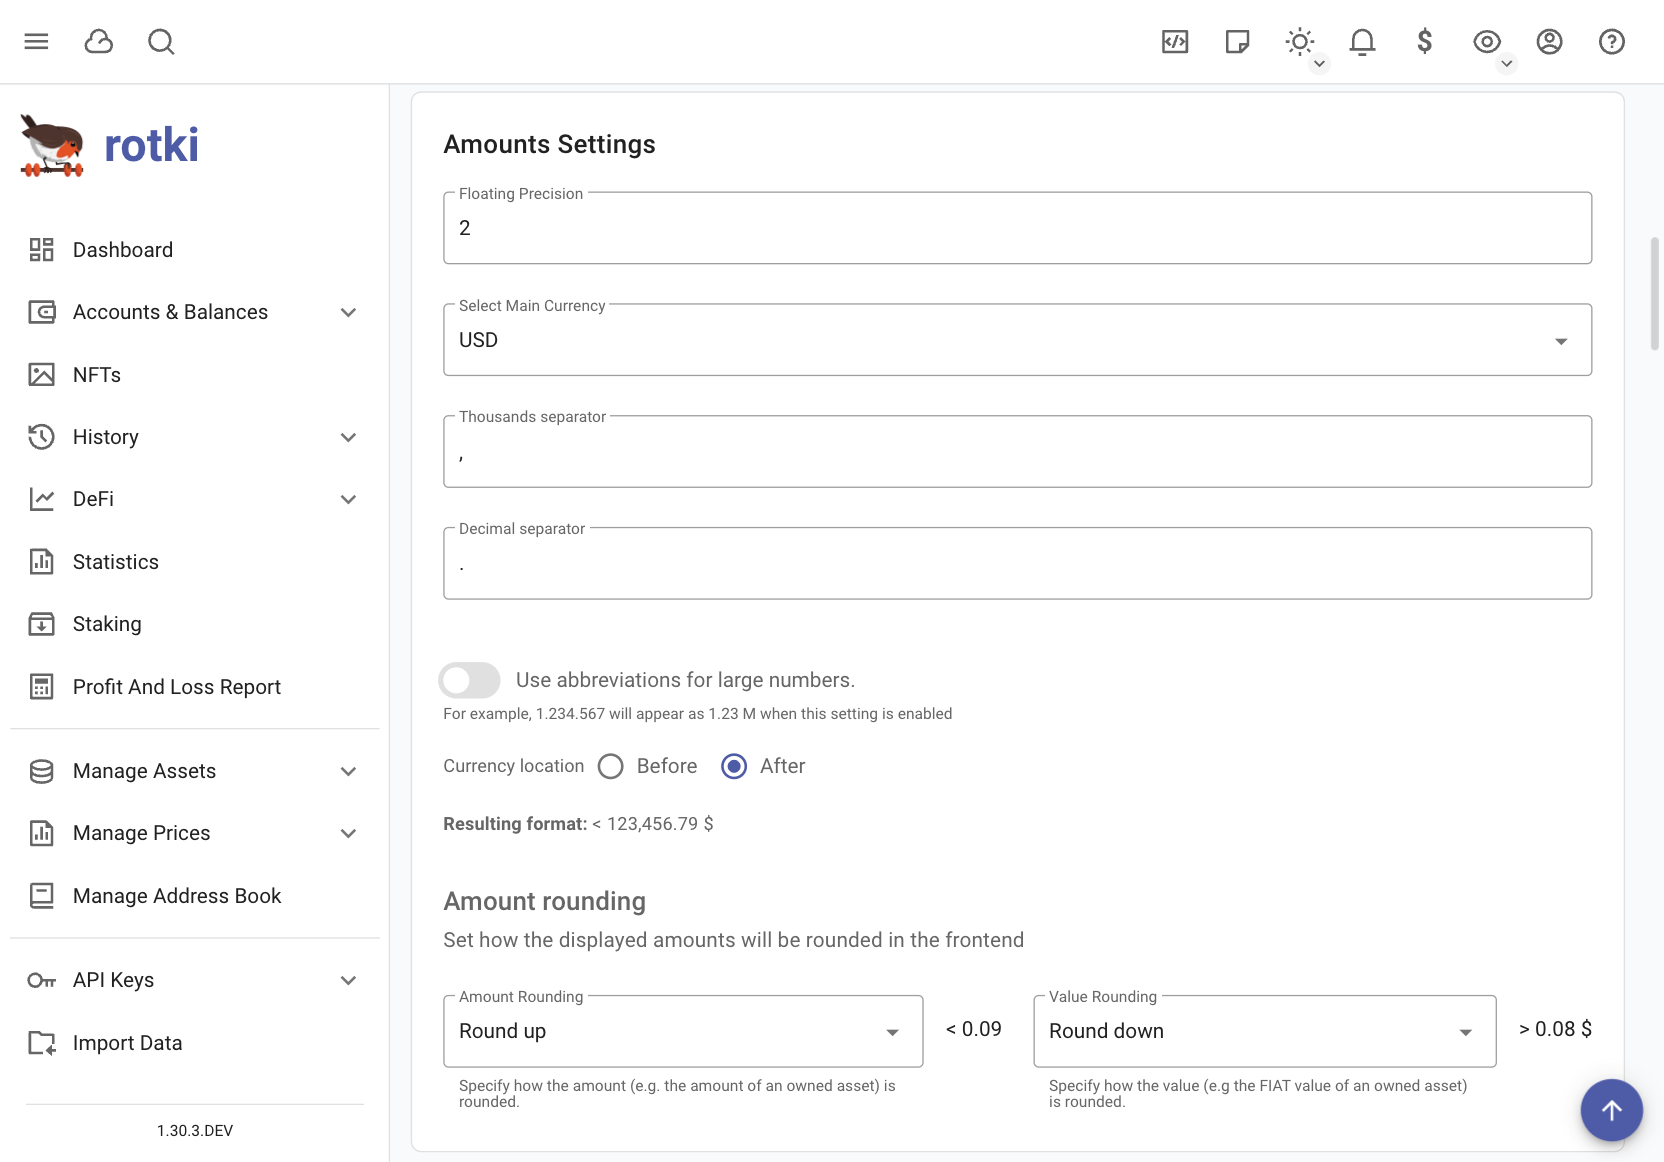 rotki
Dashboard
Accounts & Balances
NFTs
History
DeFi
Statistics
Staking
Profit And Loss Report
Manage Assets
Manage Prices
Manage Address Book
API Keys
Import Data
1.30.3.DEV
Amounts Settings
Floating Precision
2
Select Main Currency
USD
Thousands separator
,
Decimal separator
.
Use abbreviations for large numbers.
For example, 1.234.567 will appear as 1.23 M when this setting is enabled
Currency location Before After
Resulting format: < 123,456.79 $
Amount rounding
Set how the displayed amounts will be rounded in the frontend
Amount Rounding
Round up
< 0.09
Specify how the amount (e.g. the amount of an owned asset) is
rounded.
Value Rounding
Round down
> 0.08 $
Specify how the value (e.g the FIAT value of an owned asset)
is rounded.